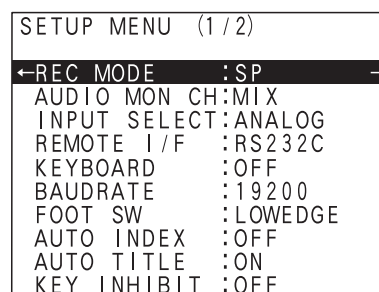 SETUP MENU (1/2)
←REC MODE :SP
AUDIO MON CH:MIX
INPUT SELECT:ANALOG
REMOTE I/F :RS232C
KEYBOARD :OFF
BAUDRATE :19200
FOOT SW :LOWEDGE
AUTO INDEX :OFF
AUTO TITLE :ON
KEY INHIBIT :OFF